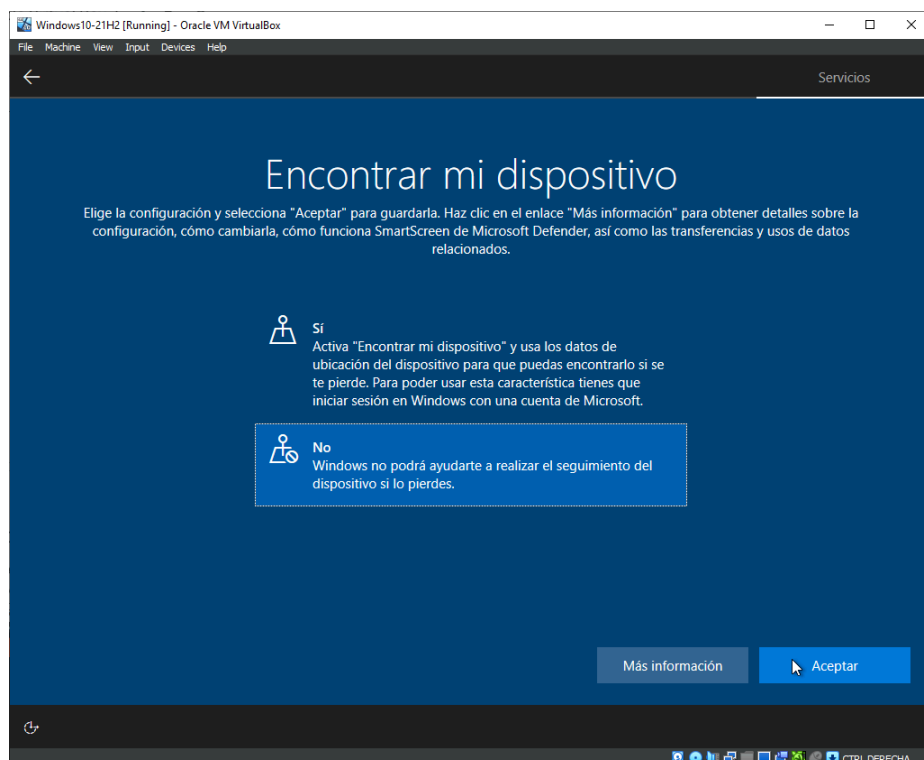 Windows10-21H2 [Running] - Oracle VM VirtualBox
File Machine View Input Devices Help
Servicios
Encontrar mi dispositivo
Elige la configuración y selecciona "Aceptar" para guardarla. Haz clic en el enlace "Más información" para obtener detalles sobre la
configuración, cómo cambiarla, cómo funciona SmartScreen de Microsoft Defender, así como las transferencias y usos de datos
relacionados.
Sí
Activa "Encontrar mi dispositivo" y usa los datos de
ubicación del dispositivo para que puedas encontrarlo si se
te pierde. Para poder usar esta característica tienes que
iniciar sesión en Windows con una cuenta de Microsoft.
No
Windows no podrá ayudarte a realizar el seguimiento del
dispositivo si lo pierdes.
Más información
Aceptar
CTRL DERECHA